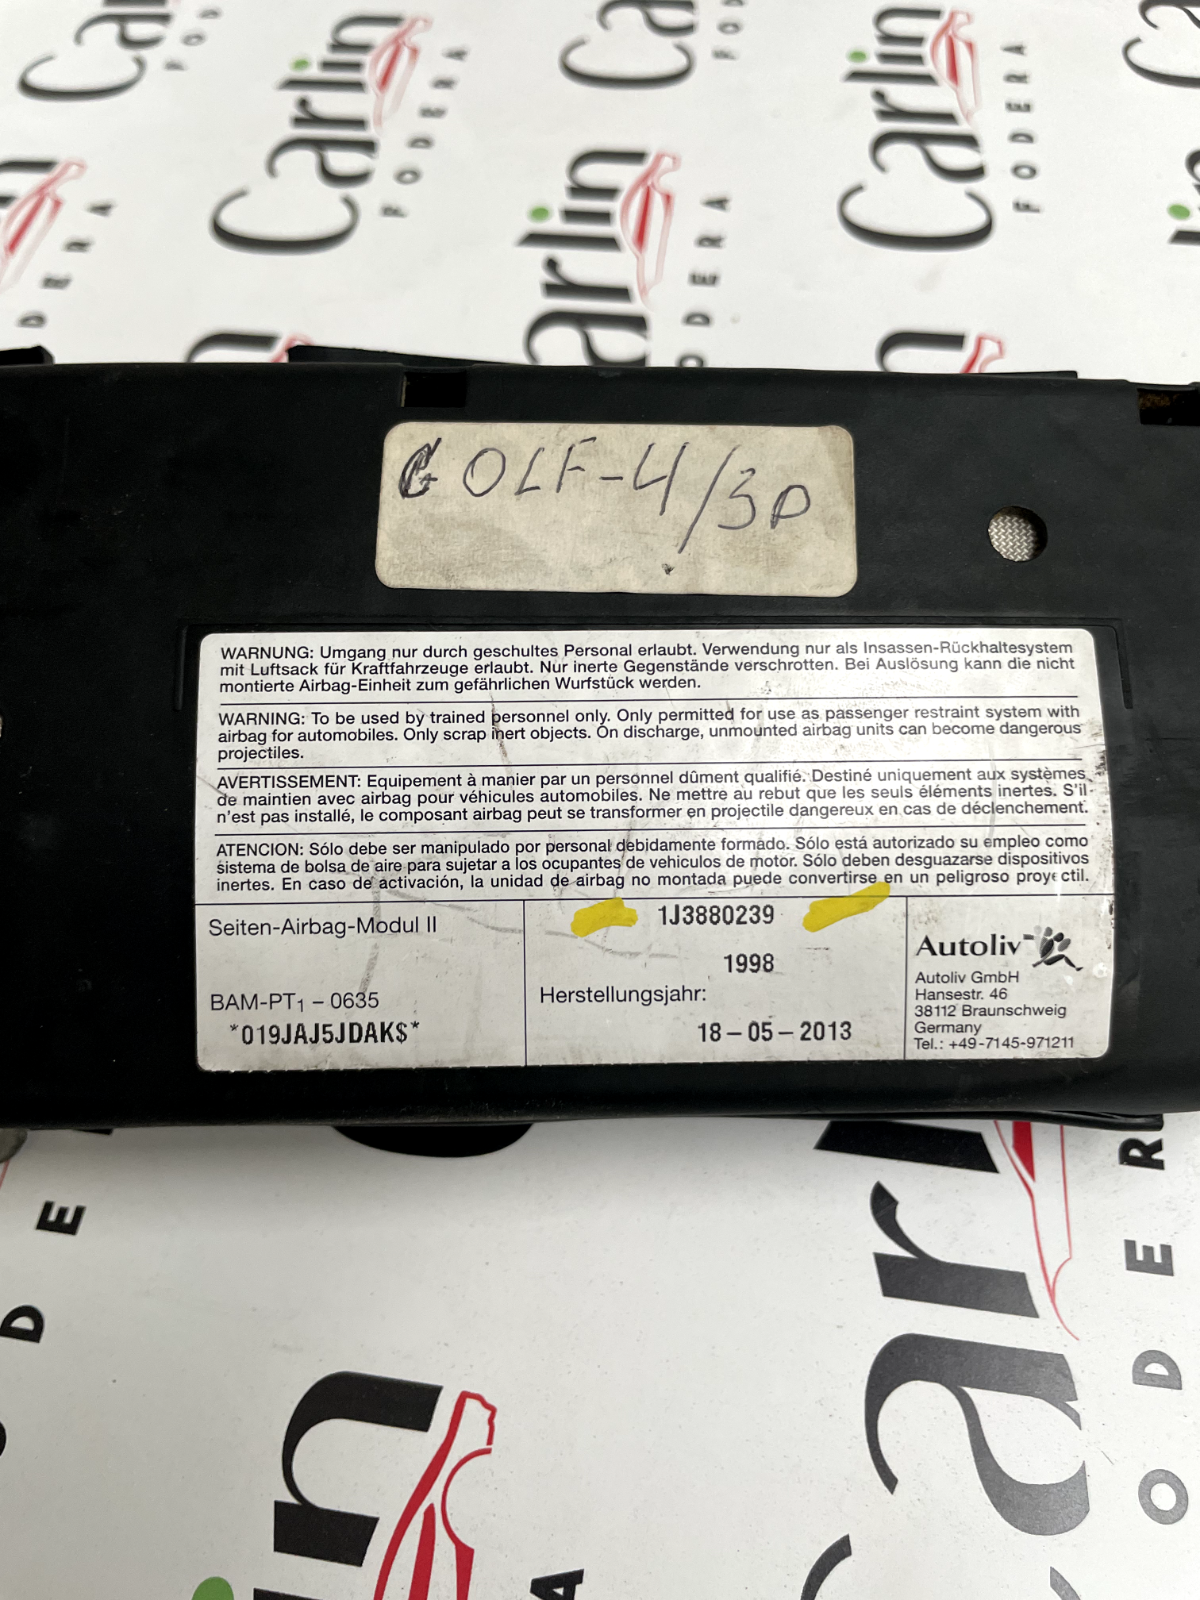 Carlin
FODERA
Carlin
FODERA
Carlin
FODERA
GOLF-4/3D
WARNUNG: Umgang nur durch geschultes Personal erlaubt. Verwendung nur als Insassen-Rückhaltesystem
mit Luftsack für Kraftfahrzeuge erlaubt. Nur inerte Gegenstände verschrotten. Bei Auslösung kann die nicht
montierte Airbag-Einheit zum gefährlichen Wurfstück werden.
WARNING: To be used by trained personnel only. Only permitted for use as passenger restraint system with
airbag for automobiles. Only scrap inert objects. On discharge, unmounted airbag units can become dangerous
projectiles.
AVERTISSEMENT: Equipement à manier par un personnel dûment qualifié. Destiné uniquement aux systèmes
de maintien avec airbag pour véhicules automobiles. Ne mettre au rebut que les seuls éléments inertes. S'il
n'est pas installé, le composant airbag peut se transformer en projectile dangereux en cas de déclenchement.
ATENCION: Sólo debe ser manipulado por personal debidamente formado. Sólo está autorizado su empleo como
sistema de bolsa de aire para sujetar a los ocupantes de vehiculos de motor. Sólo deben desguazarse dispositivos
inertes. En caso de activación, la unidad de airbag no montada puede convertirse en un peligroso proyectil.
Seiten-Airbag-Modul II
BAM-PT1 – 0635
*019JAJ5JDAK$*
1J3880239
1998
Herstellungsjahr:
18–05–2013
Autoliv
Autoliv GmbH
Hansestr. 46
38112 Braunschweig
Germany
Tel.: +49-7145-971211